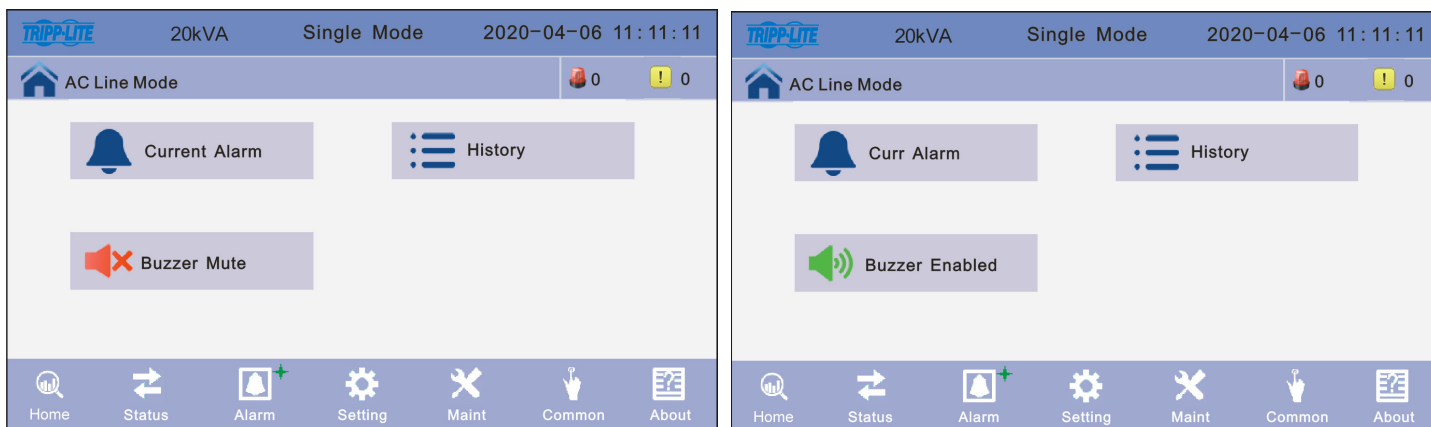 TRIPP-LITE 20kVA Single Mode 2020-04-06 11:11:11
AC Line Mode 0 ! 0
Current Alarm History
Buzzer Mute
Home Status Alarm Setting Maint Common About
TRIPP-LITE 20kVA Single Mode 2020-04-06 11:11:11
AC Line Mode 0 ! 0
Curr Alarm History
Buzzer Enabled
Home Status Alarm Setting Maint Common About